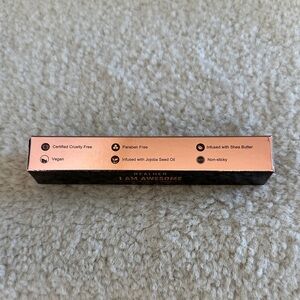 Certified Cruelty Free
Paraben Free
Infused with Shea Butter
Vegan
Infused with Jojoba Seed Oil
Non-sticky
REALHER
I AM AWESOME